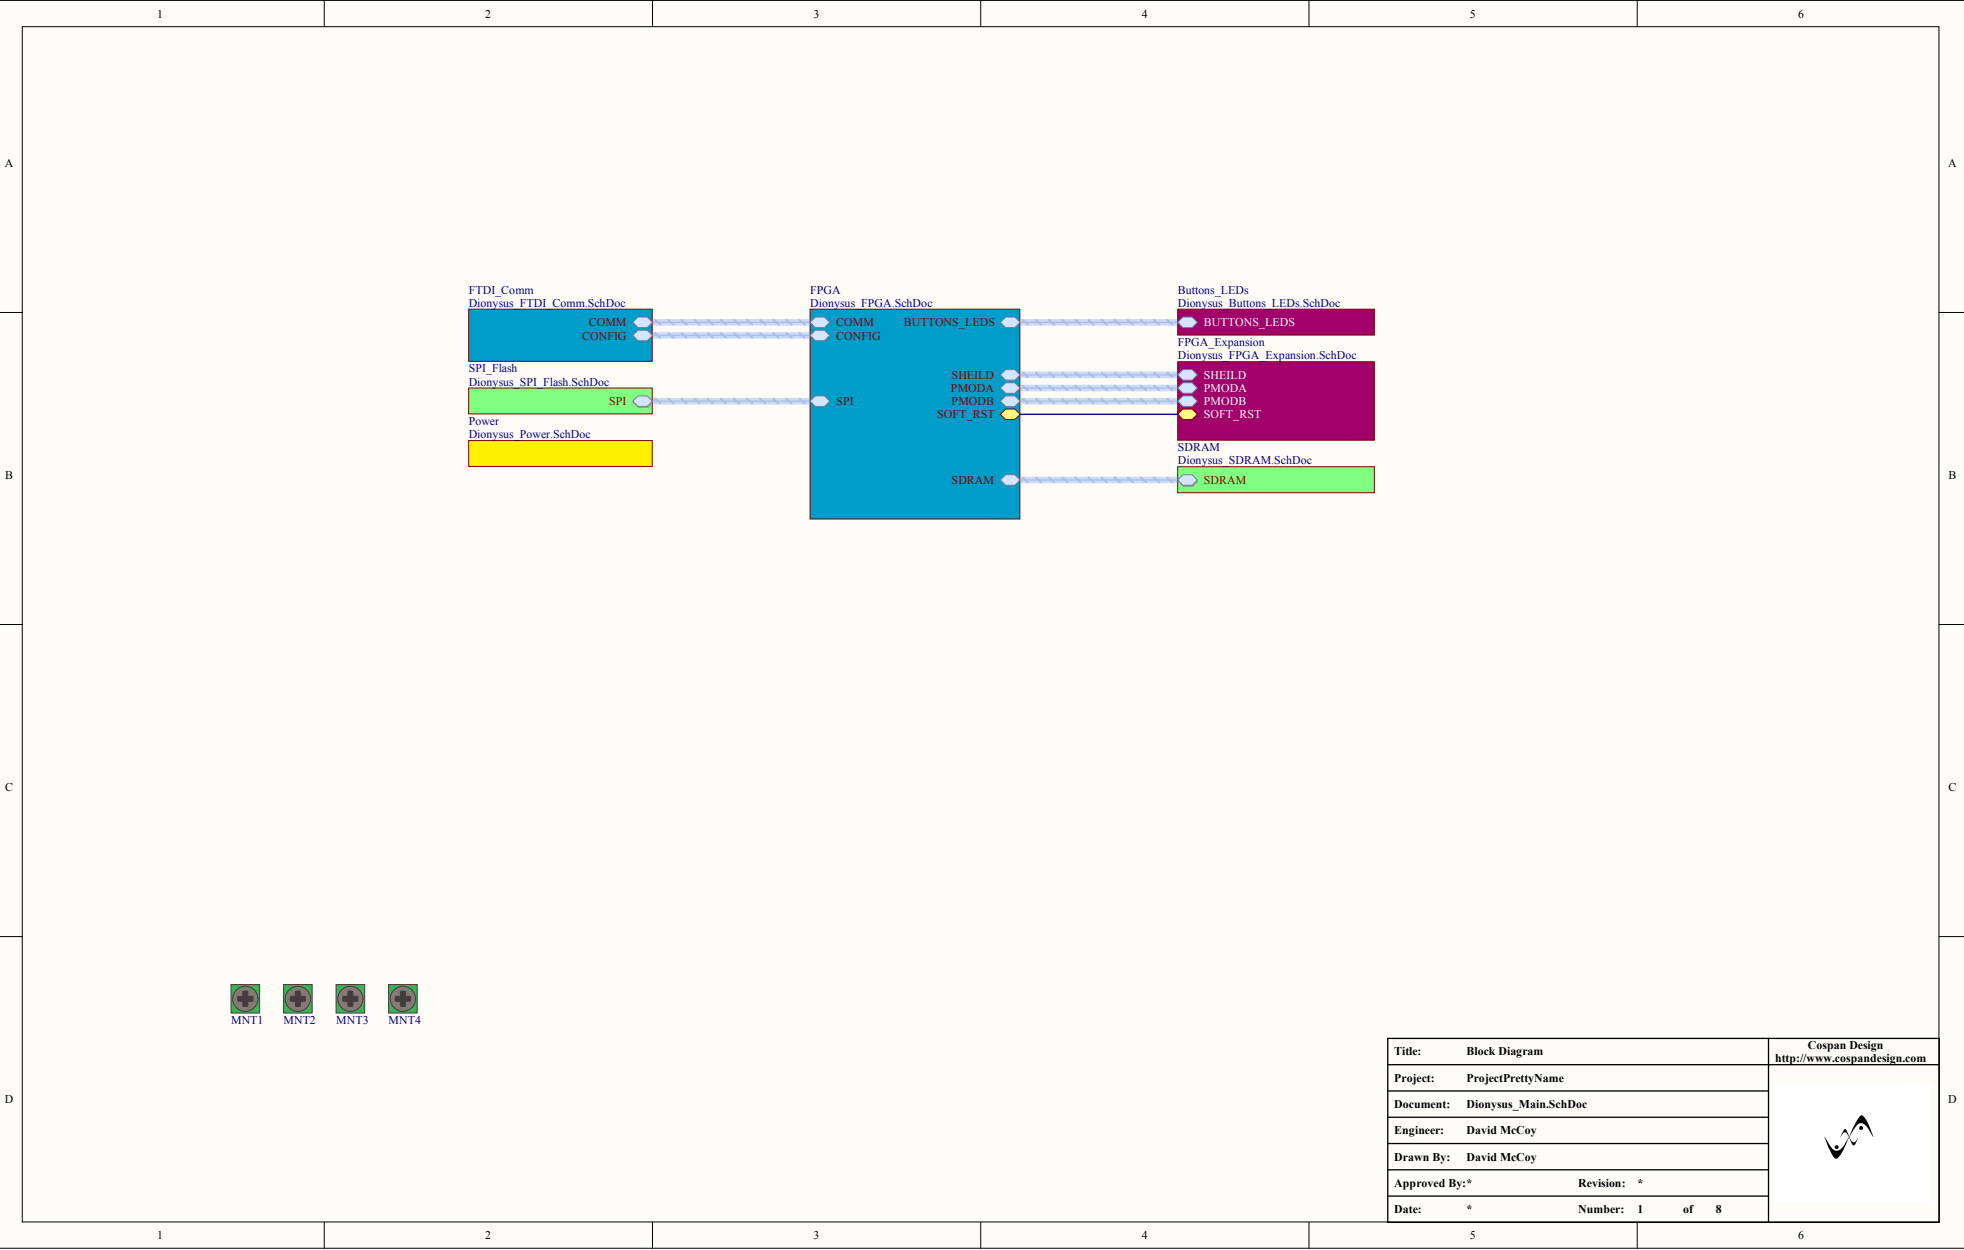 1 2 3 4 5 6
A A
FTDI_Comm
Dionysus_FTDI_Comm.SchDoc
COMM
CONFIG
SPI_Flash
Dionysus_SPI_Flash.SchDoc
SPI
Power
Dionysus_Power.SchDoc
FPGA
Dionysus_FPGA.SchDoc
COMM BUTTONS_LEDS
CONFIG
SHEILD
PMODA
SPI PMODB
SOFT_RST
SDRAM
Buttons_LEDs
Dionysus_Buttons_LEDs.SchDoc
BUTTONS_LEDS
FPGA_Expansion
Dionysus_FPGA_Expansion.SchDoc
SHEILD
PMODA
PMODB
SOFT_RST
SDRAM
Dionysus_SDRAM.SchDoc
SDRAM
B B
C C
MNT1 MNT2 MNT3 MNT4
D D
Title: Block Diagram
Project: ProjectPrettyName
Document: Dionysus_Main.SchDoc
Engineer: David McCoy
Drawn By: David McCoy
Approved By:* Revision: *
Date: * Number: 1 of 8
Cospan Design
http://www.cospandesign.com
1 2 3 4 5 6